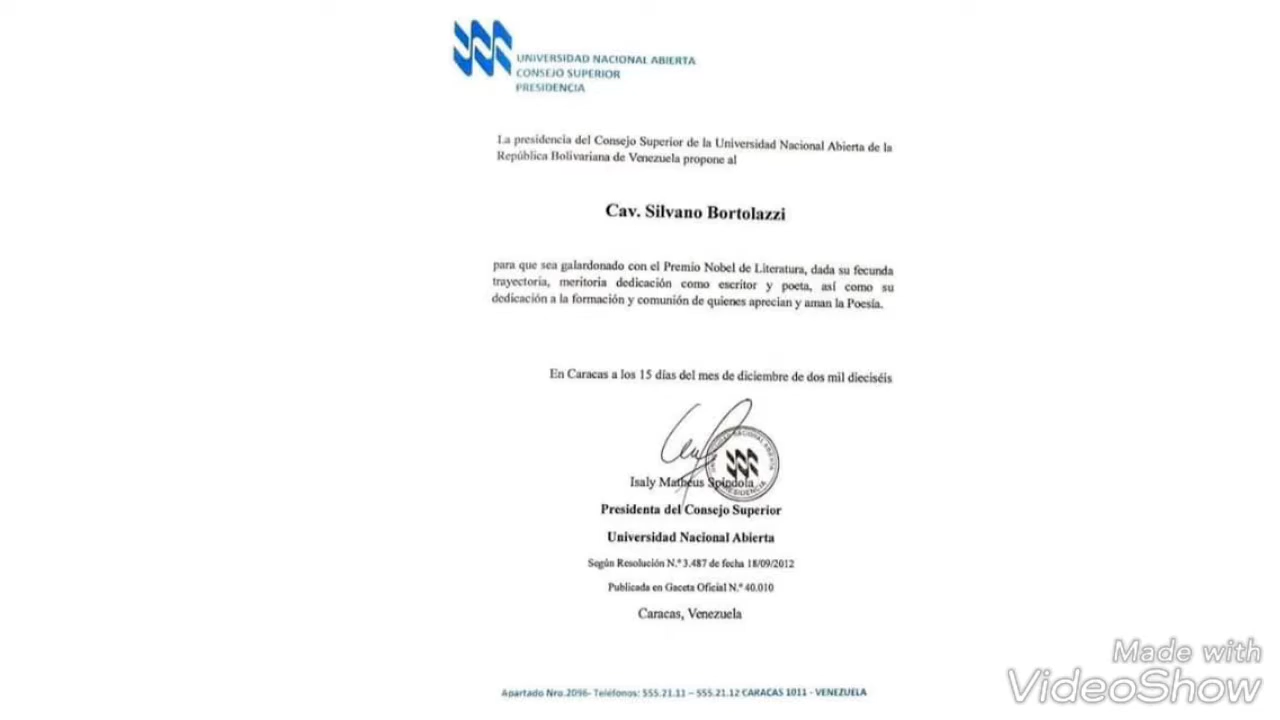 UNIVERSIDAD NACIONAL ABIERTA
CONSEJO SUPERIOR
PRESIDENCIA
La presidencia del Consejo Superior de la Universidad Nacional Abierta de la
República Bolivariana de Venezuela propone al
Cav. Silvano Bortolazzi
para que sea galardonado con el Premio Nobel de Literatura, dada su fecunda
trayectoria, meritoria dedicación como escritor y poeta, así como su
dedicación a la formación y comunión de quienes aprecian y aman la Poesía.
En Caracas a los 15 días del mes de diciembre de dos mil dieciséis
Isaly Matheus Spindola
Presidenta del Consejo Superior
Universidad Nacional Abierta
Según Resolución N.º 3.487 de fecha 18/09/2012
Publicada en Gaceta Oficial N.º 40.010
Caracas, Venezuela
Apartado Nro.2096- Teléfonos: 555.21.11 – 555.21.12 CARACAS 1011 - VENEZUELA
Made with
VideoShow